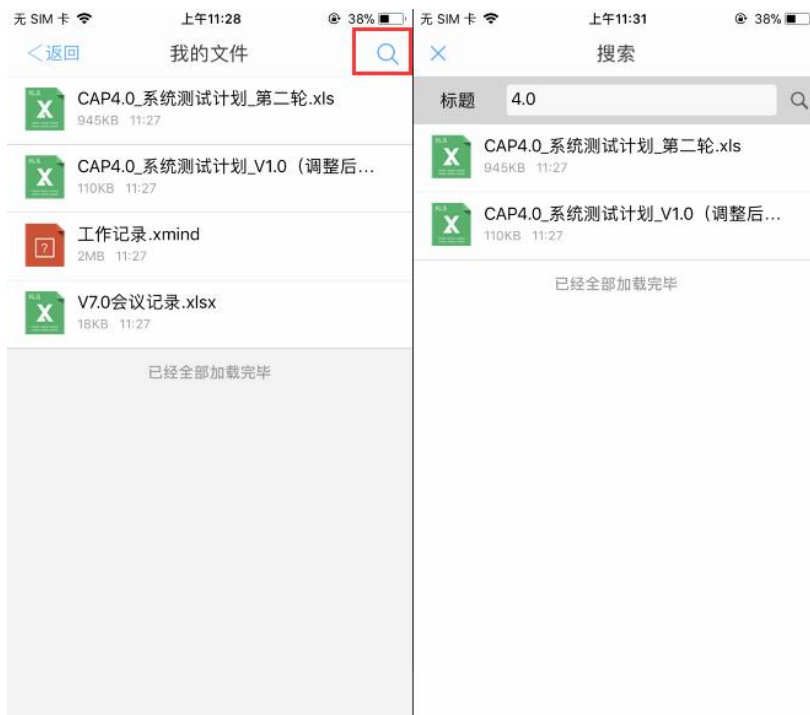 无 SIM 卡 上午11:28 38%
返回 我的文件
XLS X CAP4.0_系统测试计划_第二轮.xls
945KB 11:27
XLS X CAP4.0_系统测试计划_V1.0（调整后...
110KB 11:27
? 工作记录.xmind
2MB 11:27
XLS X V7.0会议记录.xlsx
18KB 11:27
已经全部加载完毕
无 SIM 卡 上午11:31 38%
搜索
标题 4.0
XLS X CAP4.0_系统测试计划_第二轮.xls
945KB 11:27
XLS X CAP4.0_系统测试计划_V1.0（调整后...
110KB 11:27
已经全部加载完毕